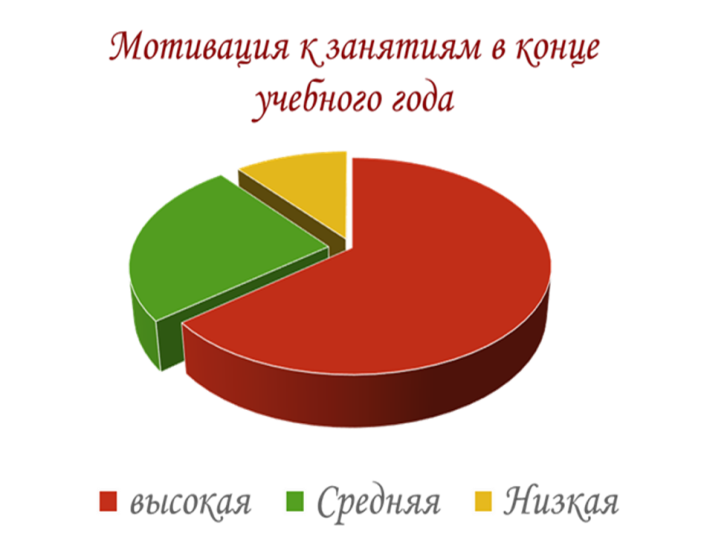 Мотивация к занятиям в конце
учебного года
высокая Средняя Низкая